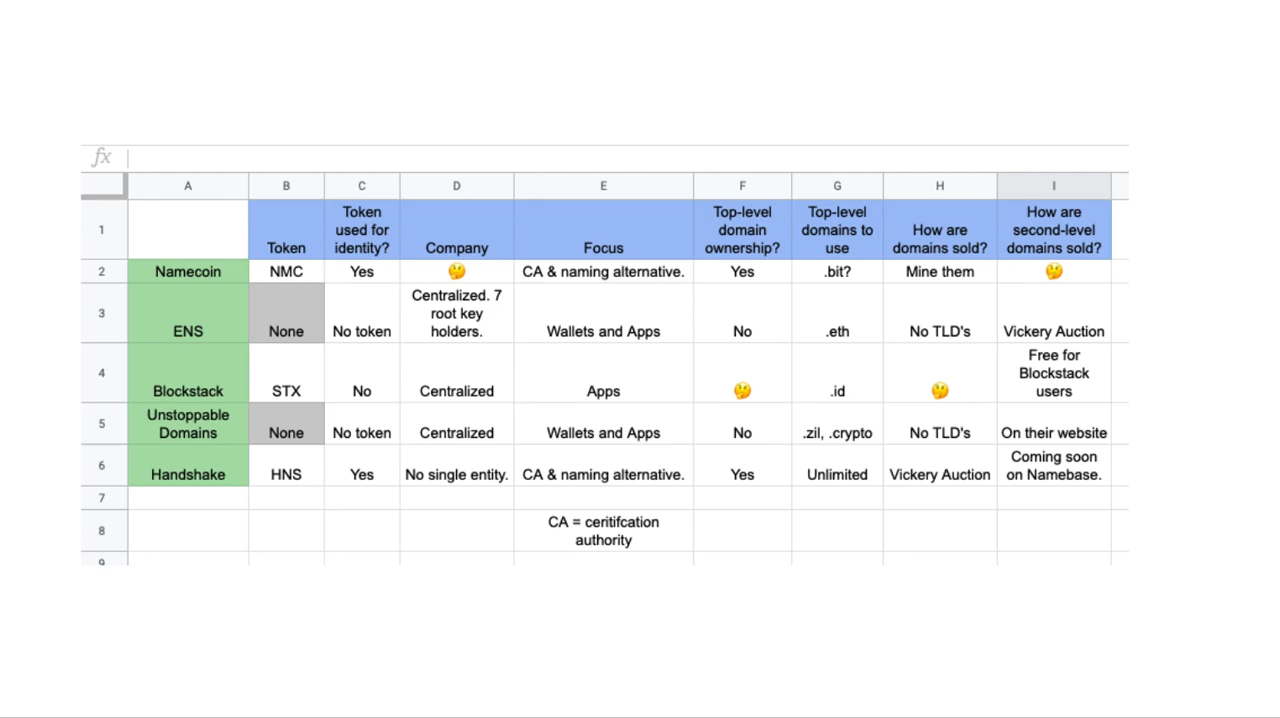 fx
A B C D E F G H I
1 Token Token used for identity? Company Focus Top-level domain ownership? Top-level domains to use How are domains sold? How are second-level domains sold?
2 Namecoin NMC Yes 🤔 CA & naming alternative. Yes .bit? Mine them 🤔
3 ENS None No token Centralized. 7 root key holders. Wallets and Apps No .eth No TLD's Vickery Auction
4 Blockstack STX No Centralized Apps 🤔 .id 🤔 Free for Blockstack users
5 Unstoppable Domains None No token Centralized Wallets and Apps No .zil, .crypto No TLD's On their website
6 Handshake HNS Yes No single entity. CA & naming alternative. Yes Unlimited Vickery Auction Coming soon on Namebase.
7
8 CA = ceritifcation authority
9